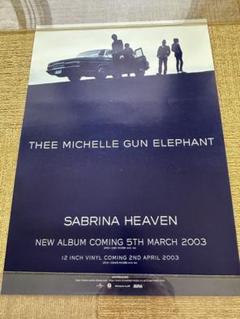 THEE MICHELLE GUN ELEPHANT
SABRINA HEAVEN
NEW ALBUM COMING 5TH MARCH 2003
12 INCH VINYL COMING 2ND APRIL 2003